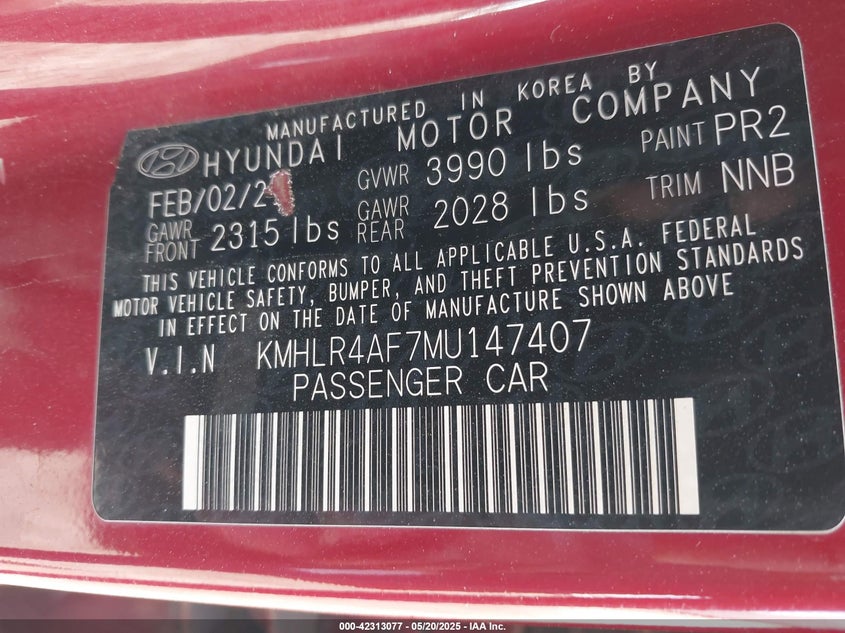 MANUFACTURED IN KOREA BY
HYUNDAI MOTOR COMPANY
FEB/02/2 GVWR 3990 lbs PAINT PR2
GAWR FRONT 2315 lbs GAWR REAR 2028 lbs TRIM NNB
THIS VEHICLE CONFORMS TO ALL APPLICABLE U.S.A. FEDERAL
MOTOR VEHICLE SAFETY, BUMPER, AND THEFT PREVENTION STANDARDS
IN EFFECT ON THE DATE OF MANUFACTURE SHOWN ABOVE
V.I.N KMHLR4AF7MU147407
PASSENGER CAR
000-42313077 - 05/20/2025 - IAA Inc.